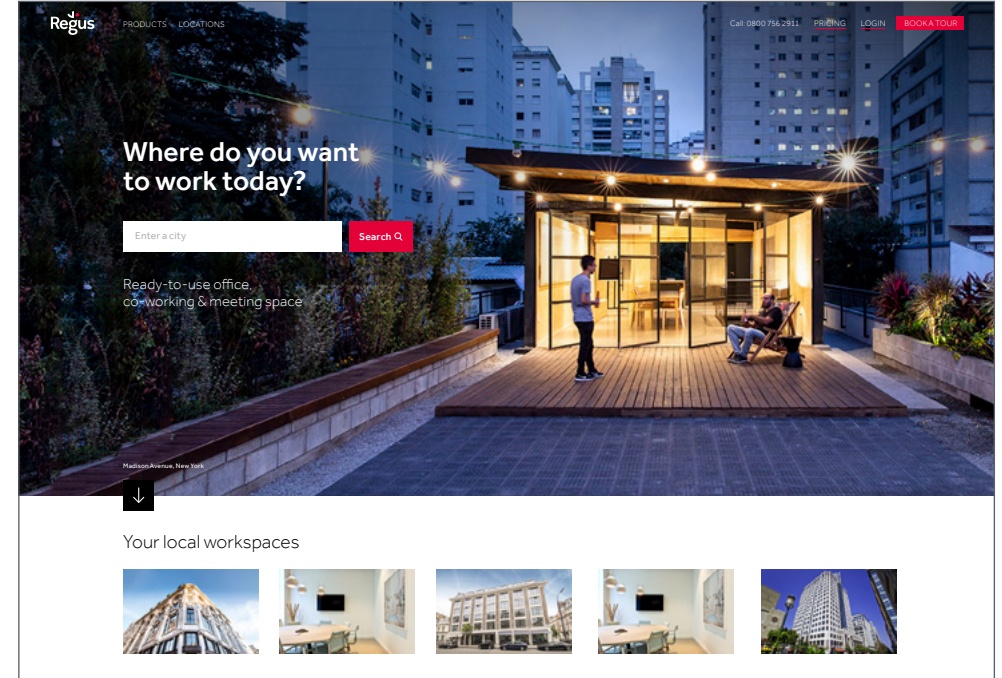 Regus
PRODUCTS LOCATIONS
Call: 0800 756 2911 PRICING LOGIN BOOK A TOUR
Where do you want
to work today?
Enter a city
Search
Ready-to-use office,
co-working & meeting space
Madison Avenue, New York
Your local workspaces